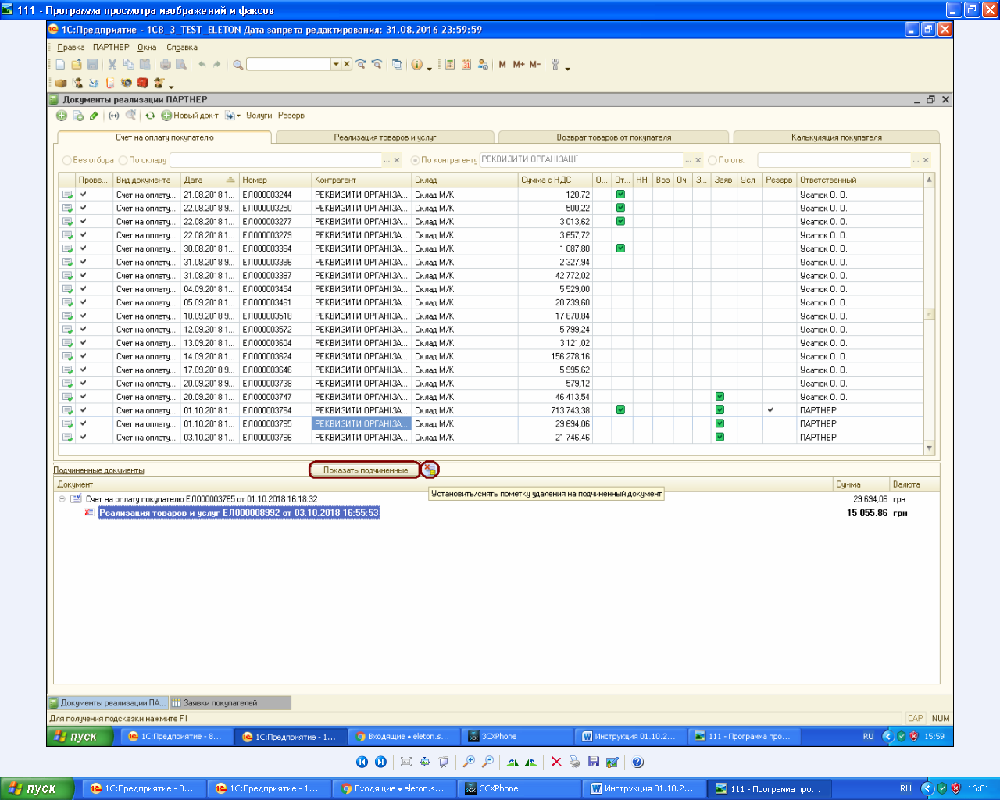 111 - Программа просмотра изображений и факсов
1С:Предприятие - 1C8_3_TEST_ELETON Дата запрета редактирования: 31.08.2016 23:59:59
Правка ПАРТНЕР Окна Справка
M M+ M-
Документы реализации ПАРТНЕР
Новый док-т Услуги Резерв
Счет на оплату покупателю Реализация товаров и услуг Возврат товаров от покупателя Калькуляция покупателя
Без отбора По складу ... По контрагенту РЕКВИЗИТИ ОРГАНІЗАЦІЇ ... По отв. ...
Прове... Вид документа Дата Номер Контрагент Склад Сумма с НДС О... От... НН Воз Оч З... Заяв Усл Резерв Ответственный
Счет на оплату... 21.08.2018 1... ЕЛ000003244 РЕКВИЗИТИ ОРГАНІЗА... Склад М/К 120,72 Усатюк О. О.
Счет на оплату... 22.08.2018 9... ЕЛ000003250 РЕКВИЗИТИ ОРГАНІЗА... Склад М/К 500,22 Усатюк О. О.
Счет на оплату... 22.08.2018 1... ЕЛ000003277 РЕКВИЗИТИ ОРГАНІЗА... Склад М/К 3 013,62 Усатюк О. О.
Счет на оплату... 22.08.2018 1... ЕЛ000003279 РЕКВИЗИТИ ОРГАНІЗА... Склад М/К 3 657,72 Усатюк О. О.
Счет на оплату... 30.08.2018 1... ЕЛ000003364 РЕКВИЗИТИ ОРГАНІЗА... Склад М/К 1 087,80 Усатюк О. О.
Счет на оплату... 31.08.2018 9... ЕЛ000003386 РЕКВИЗИТИ ОРГАНІЗА... Склад М/К 2 327,94 Усатюк О. О.
Счет на оплату... 31.08.2018 1... ЕЛ000003397 РЕКВИЗИТИ ОРГАНІЗА... Склад М/К 42 772,02 Усатюк О. О.
Счет на оплату... 04.09.2018 1... ЕЛ000003454 РЕКВИЗИТИ ОРГАНІЗА... Склад М/К 5 529,00 Усатюк О. О.
Счет на оплату... 05.09.2018 1... ЕЛ000003461 РЕКВИЗИТИ ОРГАНІЗА... Склад М/К 20 739,60 Усатюк О. О.
Счет на оплату... 10.09.2018 9... ЕЛ000003518 РЕКВИЗИТИ ОРГАНІЗА... Склад М/К 17 670,84 Усатюк О. О.
Счет на оплату... 12.09.2018 1... ЕЛ000003572 РЕКВИЗИТИ ОРГАНІЗА... Склад М/К 5 799,24 Усатюк О. О.
Счет на оплату... 13.09.2018 1... ЕЛ000003604 РЕКВИЗИТИ ОРГАНІЗА... Склад М/К 3 121,02 Усатюк О. О.
Счет на оплату... 14.09.2018 1... ЕЛ000003624 РЕКВИЗИТИ ОРГАНІЗА... Склад М/К 156 278,16 Усатюк О. О.
Счет на оплату... 17.09.2018 9... ЕЛ000003646 РЕКВИЗИТИ ОРГАНІЗА... Склад М/К 5 995,62 Усатюк О. О.
Счет на оплату... 20.09.2018 9... ЕЛ000003738 РЕКВИЗИТИ ОРГАНІЗА... Склад М/К 579,12 Усатюк О. О.
Счет на оплату... 20.09.2018 1... ЕЛ000003747 РЕКВИЗИТИ ОРГАНІЗА... Склад М/К 46 413,54 Усатюк О. О.
Счет на оплату... 01.10.2018 1... ЕЛ000003764 РЕКВИЗИТИ ОРГАНІЗА... Склад М/К 713 743,38 ПАРТНЕР
Счет на оплату... 01.10.2018 1... ЕЛ000003765 РЕКВИЗИТИ ОРГАНІЗА... Склад М/К 29 694,06 ПАРТНЕР
Счет на оплату... 03.10.2018 1... ЕЛ000003766 РЕКВИЗИТИ ОРГАНІЗА... Склад М/К 21 746,46 ПАРТНЕР
Подчиненные документы Показать подчиненные
Документ Сумма Валюта
Установить/снять пометку удаления на подчиненный документ
Счет на оплату покупателю ЕЛ000003765 от 01.10.2018 16:18:32 29 694,06 грн
Реализация товаров и услуг ЕЛ000008992 от 03.10.2018 16:55:53 15 055,86 грн
Документы реализации ПА... Заявки покупателей
Для получения подсказки нажмите F1 CAP NUM
пуск 1С:Предприятие - 8... 1С:Предприятие - 1... Входящие • eleton.s... 3CXPhone Инструкция 01.10.2... 111 - Программа про... RU 15:59
пуск 1С:Предприятие - 8... 1С:Предприятие - 1... Входящие • eleton.s... 3CXPhone Инструкция 01.10.2... 111 - Программа про... RU 16:01